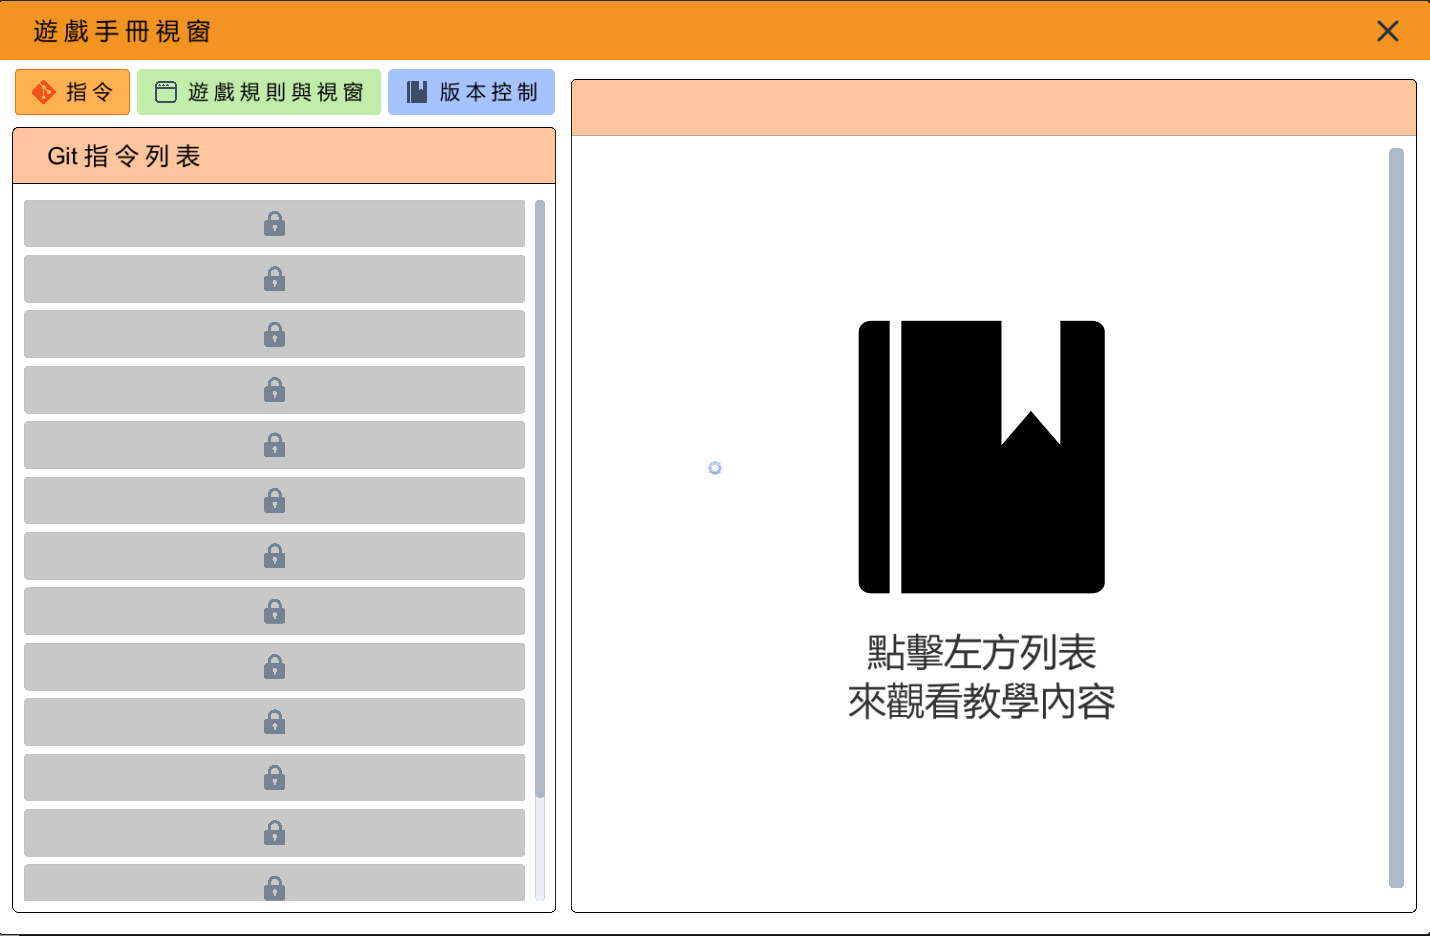 遊戲手冊視窗
指令
遊戲規則與視窗
版本控制
Git 指令列表
點擊左方列表
來觀看教學內容